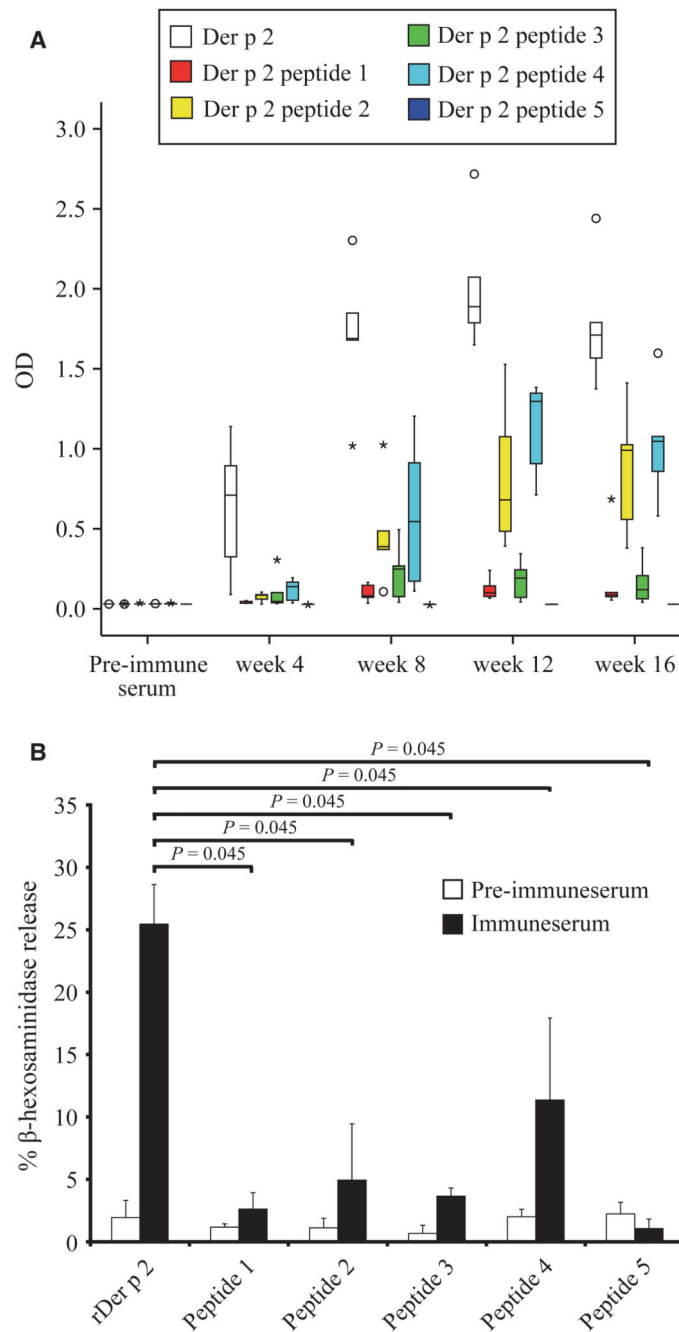 A
Der p 2
Der p 2 peptide 3
Der p 2 peptide 1
Der p 2 peptide 4
Der p 2 peptide 2
Der p 2 peptide 5
3.0
2.5
2.0
1.5
1.0
0.5
0.0
OD
Pre-immune
serum
week 4
week 8
week 12
week 16
B
P = 0.045
P = 0.045
P = 0.045
P = 0.045
P = 0.045
35
30
25
20
15
10
5
0
% β-hexosaminidase release
Pre-immuneserum
Immuneserum
rDer p 2
Peptide 1
Peptide 2
Peptide 3
Peptide 4
Peptide 5